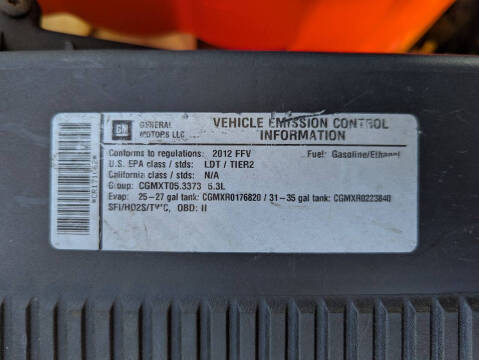 GM
GENERAL
MOTORS LLC
VEHICLE EMISSION CONTROL
INFORMATION
Conforms to regulations: 2012 FFV Fuel: Gasoline/Ethanol
U.S. EPA class / stds: LDT / TIER2
California class / stds: N/A
Group: CGMXT05.3373 5.3L
Evap: 25-27 gal tank: CGMXR0176820 / 31-35 gal tank: CGMXR0223840
SFI/HO2S/TWC, OBD: II